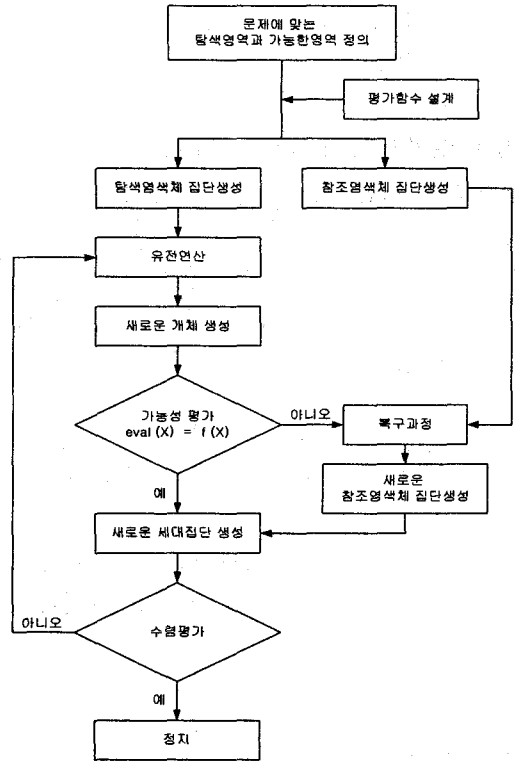 문제에 맞는
탐색영역과 가능한영역 정의
평가함수 설계
탐색염색체 집단생성
참조염색체 집단생성
유전연산
새로운 개체 생성
가능성 평가
eval (X) = f (X)
아니오
복구과정
예
새로운
참조염색체 집단생성
새로운 세대집단 생성
아니오
수렴평가
예
정지